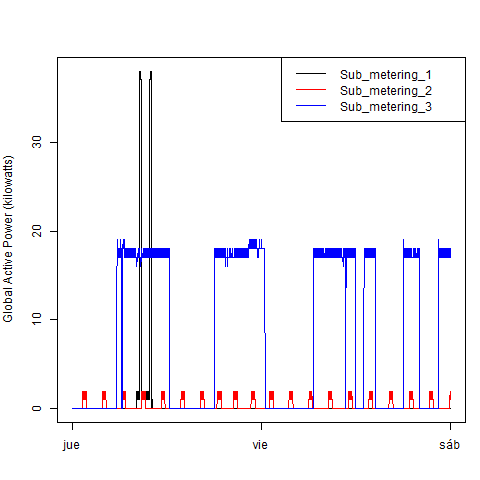 Sub_metering_1
Sub_metering_2
Sub_metering_3
Global Active Power (kilowatts)
30
20
10
0
jue vie sáb